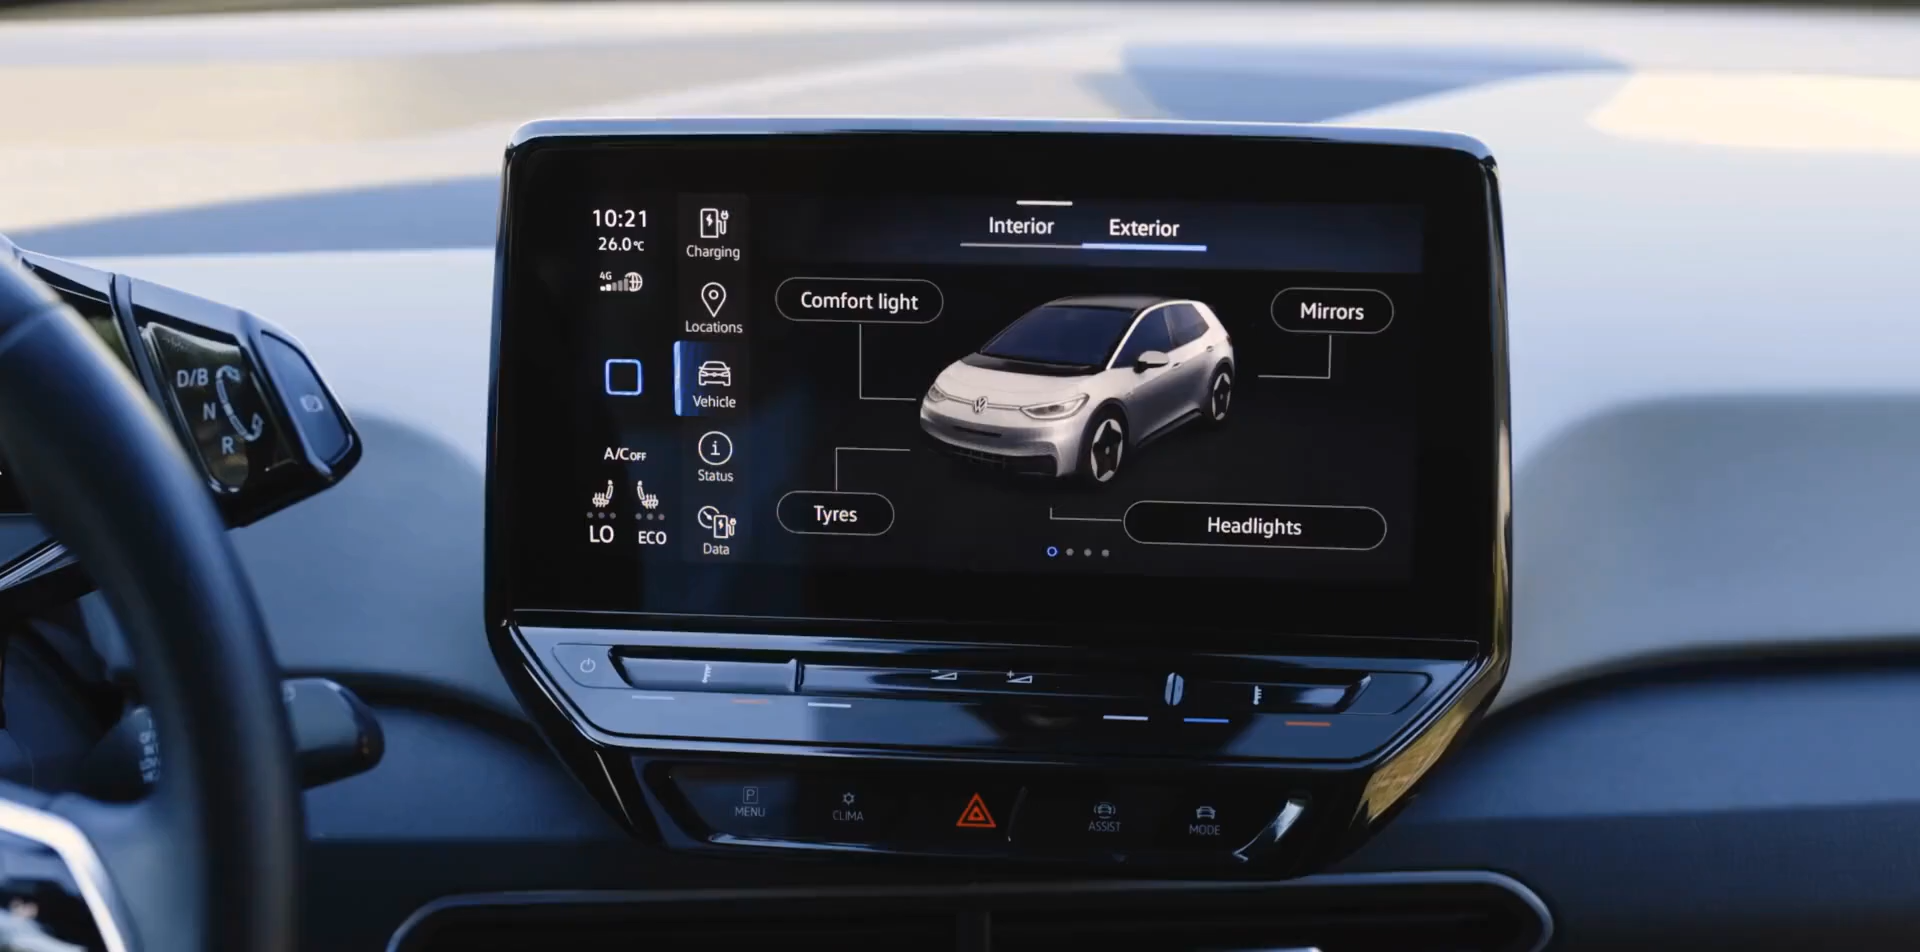 10:21
26.0°C
4G
A/C OFF
LO
ECO
Charging
Locations
Vehicle
Status
Data
Interior
Exterior
Comfort light
Mirrors
Tyres
Headlights
D/B
N
R
P
MENU
CLIMA
ASSIST
MODE